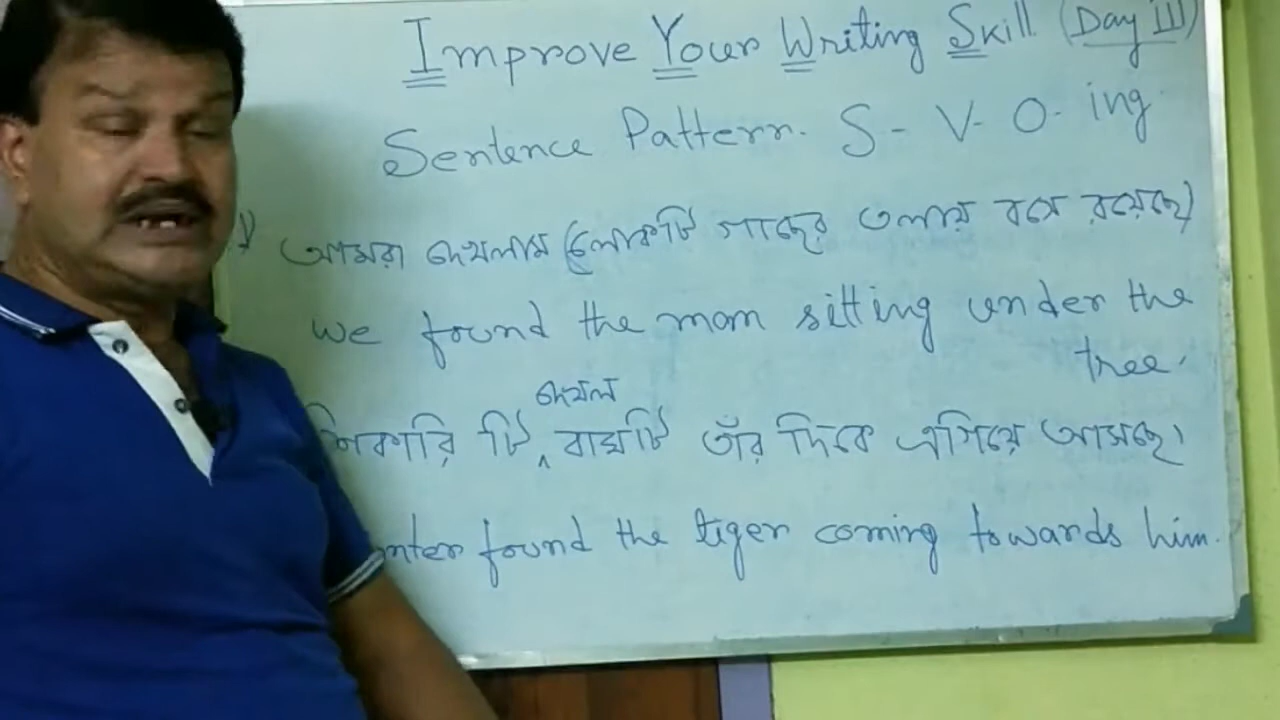 Improve Your Writing Skill (Day III)
Sentence Pattern. S - V - O - ing
আমরা দেখলাম (লোকটি গাছের তলায় বসে রয়েছে)
we found the man sitting under the
tree.
দেখল
শিকারি টি বাঘটি তাঁর দিকে এগিয়ে আসছে।
found the tiger coming towards him.